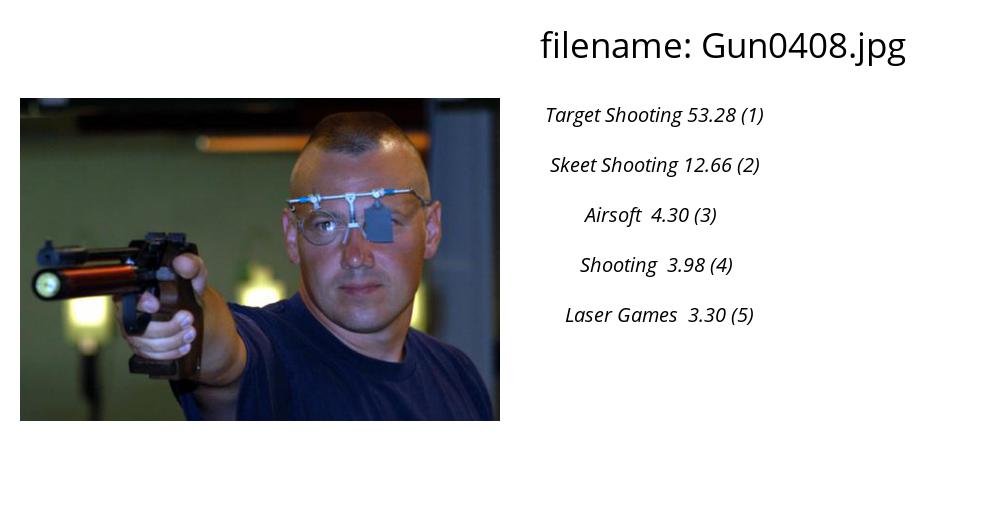 filename: Gun0408.jpg
Target Shooting 53.28 (1)
Skeet Shooting 12.66 (2)
Airsoft 4.30 (3)
Shooting 3.98 (4)
Laser Games 3.30 (5)